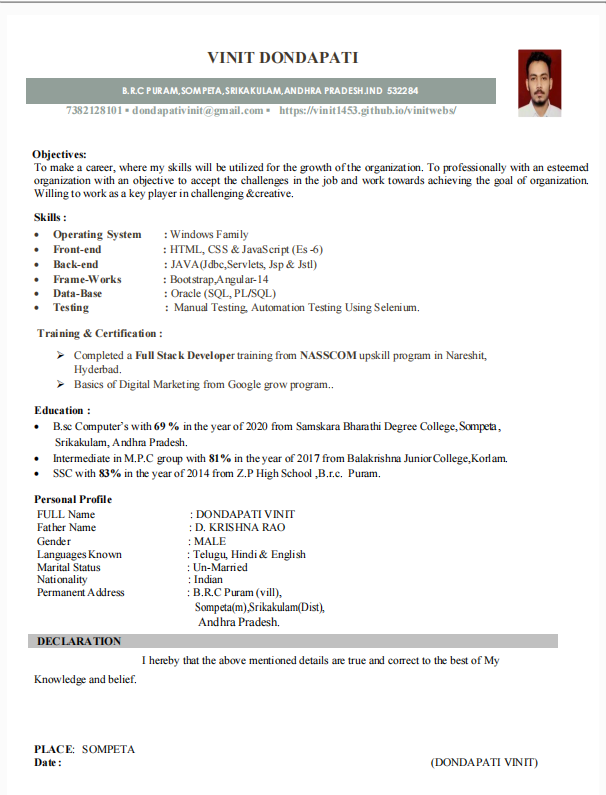 VINIT DONDAPATI
B.R.C PURAM,SOMPETA,SRIKAKULAM,ANDHRA PRADESH.IND 532284
7382128101 ▪ dondapativinit@gmail.com ▪ https://vinit1453.github.io/vinitwebs/
Objectives:
To make a career, where my skills will be utilized for the growth of the organization. To professionally with an esteemed
organization with an objective to accept the challenges in the job and work towards achieving the goal of organization.
Willing to work as a key player in challenging &creative.
Skills :
• Operating System : Windows Family
• Front-end : HTML, CSS & JavaScript (Es -6)
• Back-end : JAVA(Jdbc,Servlets, Jsp & Jstl)
• Frame-Works : Bootstrap,Angular-14
• Data-Base : Oracle (SQL, PL/SQL)
• Testing : Manual Testing, Automation Testing Using Selenium.
Training & Certification :
➢ Completed a Full Stack Developer training from NASSCOM upskill program in Nareshit,
Hyderbad.
➢ Basics of Digital Marketing from Google grow program..
Education :
• B.sc Computer’s with 69 % in the year of 2020 from Samskara Bharathi Degree College,Sompeta ,
Srikakulam, Andhra Pradesh.
• Intermediate in M.P.C group with 81% in the year of 2017 from Balakrishna JuniorCollege,Korlam.
• SSC with 83% in the year of 2014 from Z.P High School ,B.r.c. Puram.
Personal Profile
FULL Name : DONDAPATI VINIT
Father Name : D. KRISHNA RAO
Gender : MALE
Languages Known : Telugu, Hindi & English
Marital Status : Un-Married
Nationality : Indian
Permanent Address : B.R.C Puram (vill),
Sompeta(m),Srikakulam(Dist),
Andhra Pradesh.
DECLARATION
I hereby that the above mentioned details are true and correct to the best of My
Knowledge and belief.
PLACE: SOMPETA
Date : (DONDAPATI VINIT)